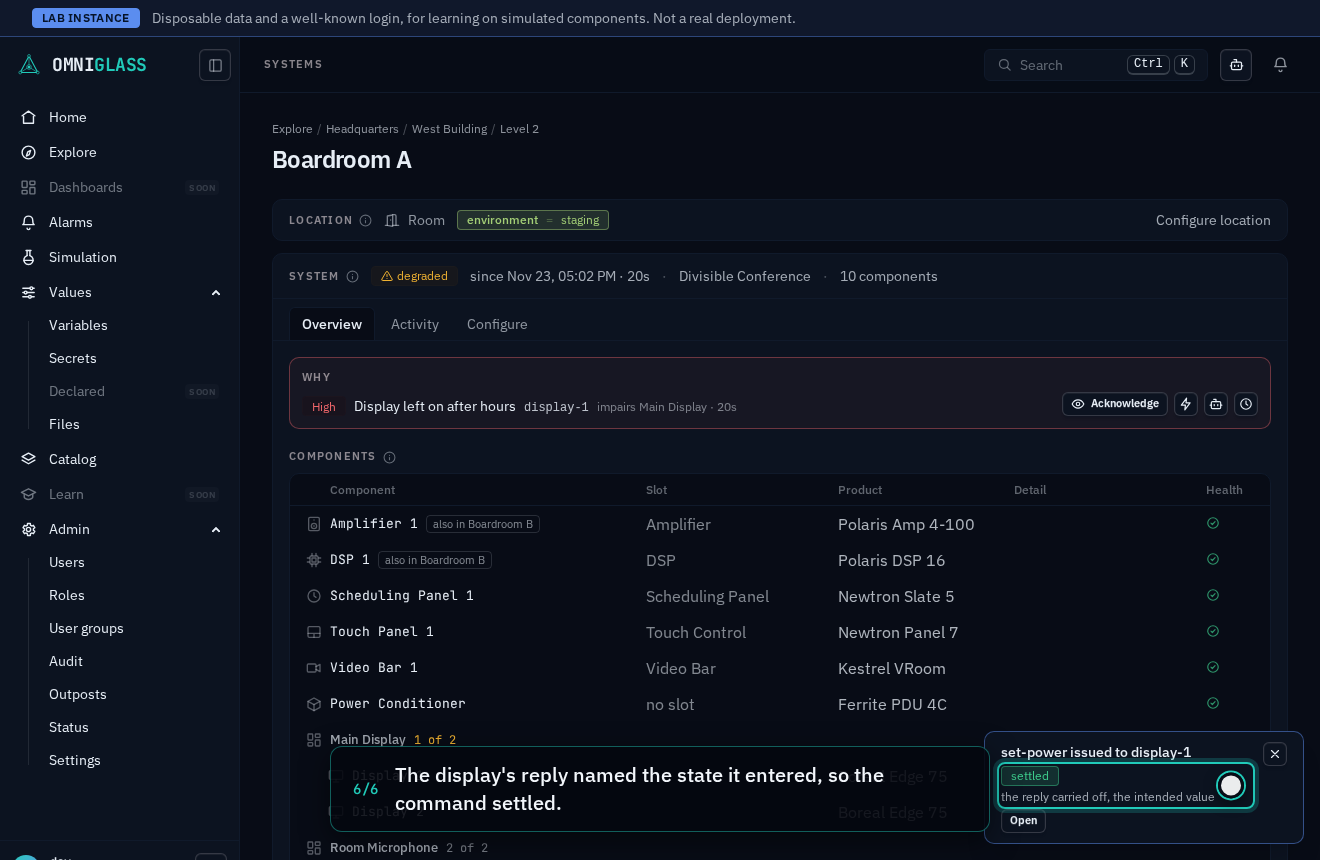 LAB INSTANCE Disposable data and a well-known login, for learning on simulated components. Not a real deployment.
OMNIGLASS
SYSTEMS
Search Ctrl K
Home
Explore
Dashboards SOON
Alarms
Simulation
Values
Variables
Secrets
Declared SOON
Files
Catalog
Learn SOON
Admin
Users
Roles
User groups
Audit
Outposts
Status
Settings
Explore / Headquarters / West Building / Level 2
Boardroom A
LOCATION Room environment = staging Configure location
SYSTEM degraded since Nov 23, 05:02 PM · 20s · Divisible Conference · 10 components
Overview Activity Configure
WHY
High Display left on after hours display-1 impairs Main Display · 20s Acknowledge
COMPONENTS
Component Slot Product Detail Health
Amplifier 1 also in Boardroom B Amplifier Polaris Amp 4-100
DSP 1 also in Boardroom B DSP Polaris DSP 16
Scheduling Panel 1 Scheduling Panel Newtron Slate 5
Touch Panel 1 Touch Control Newtron Panel 7
Video Bar 1 Video Bar Kestrel VRoom
Power Conditioner no slot Ferrite PDU 4C
Main Display 1 of 2
Edge 75
Display 2 Boreal Edge 75
Room Microphone 2 of 2
6/6 The display's reply named the state it entered, so the
command settled.
set-power issued to display-1
settled
the reply carried off, the intended value
Open